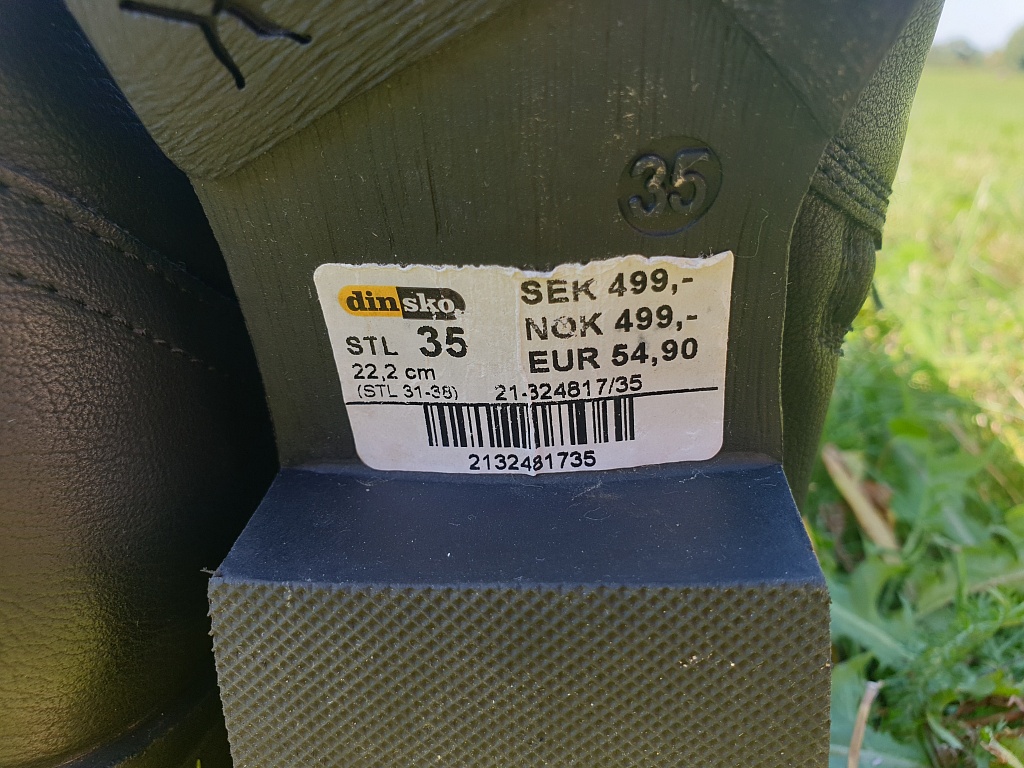 35
dinsko
SEK 499,-
NOK 499,-
EUR 54,90
STL 35
22,2 cm
(STL 31-38)
21-324817/35
2132481735